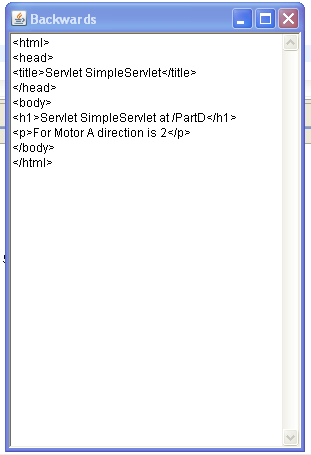 Backwards
<html>
<head>
<title>Servlet SimpleServlet</title>
</head>
<body>
<h1>Servlet SimpleServlet at /PartD</h1>
<p>For Motor A direction is 2</p>
</body>
</html>